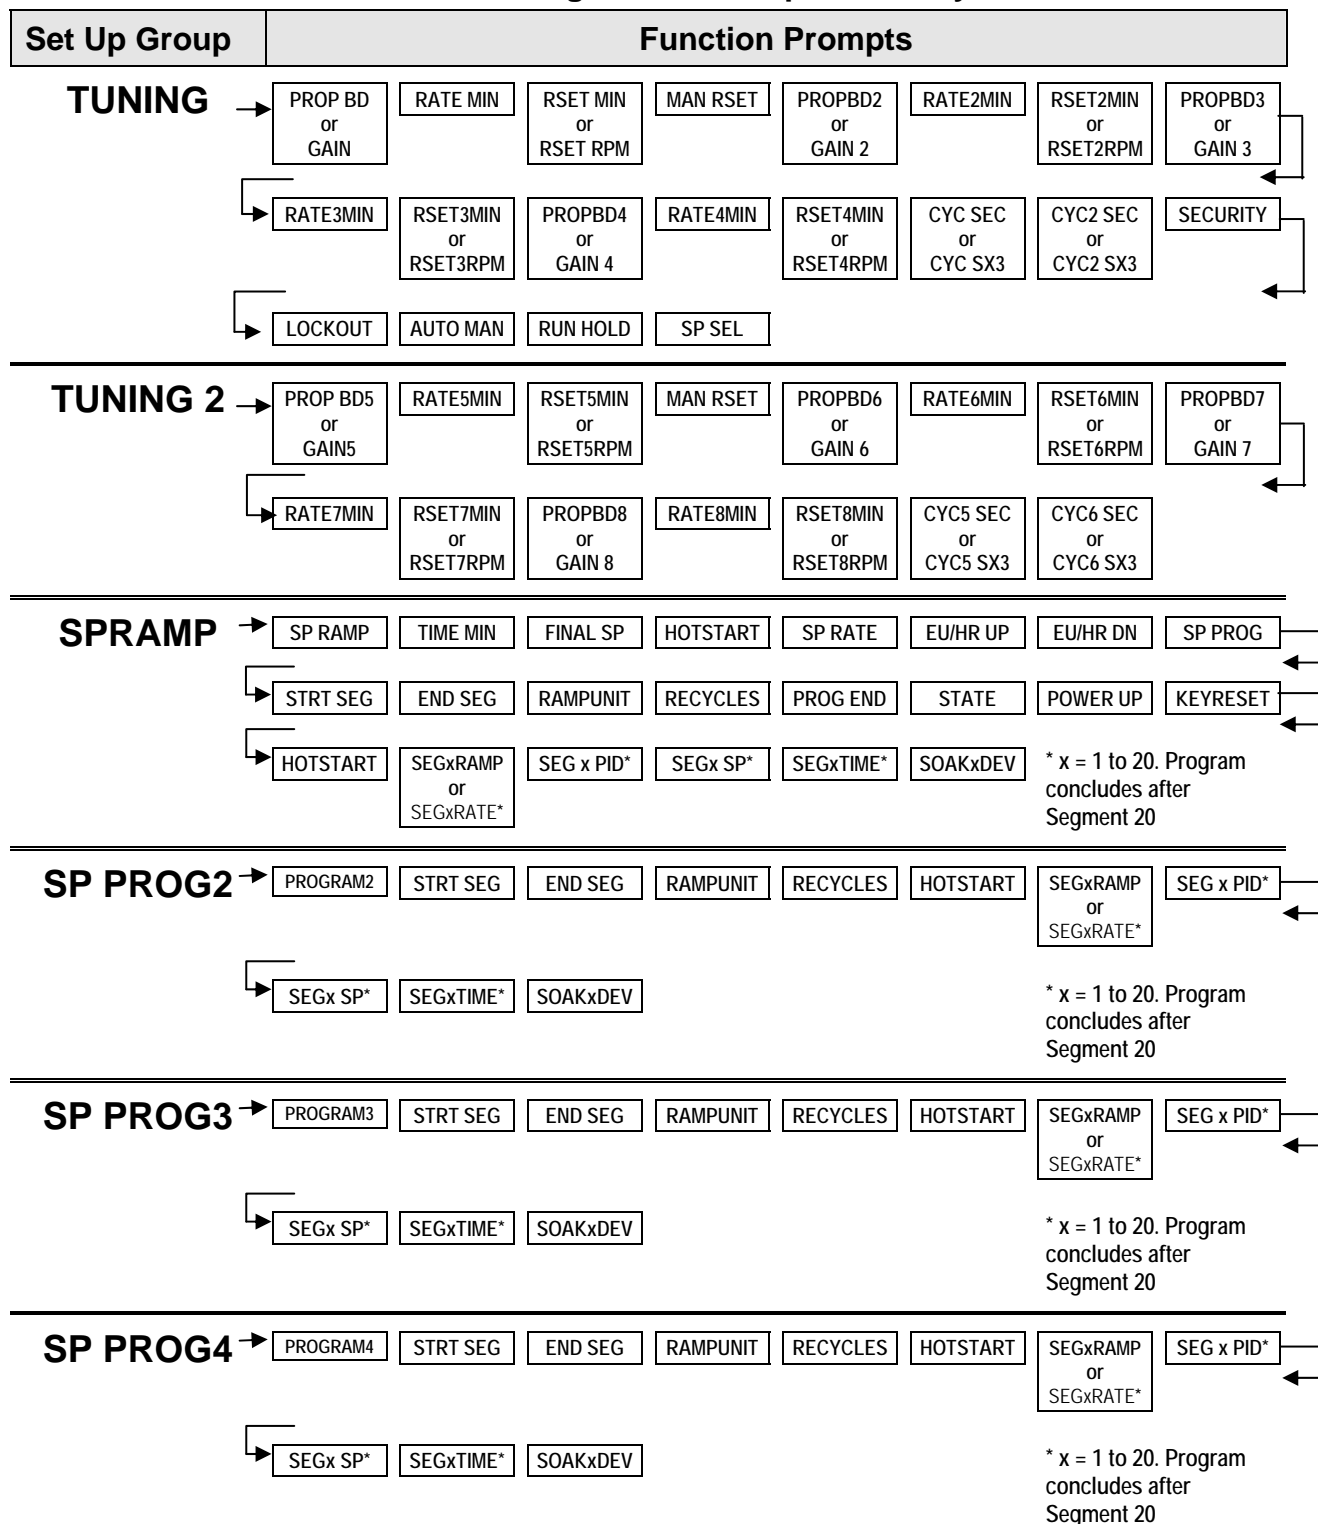 Set Up Group Function Prompts
TUNING
PROP BD or GAIN
RATE MIN
RSET MIN or RSET RPM
MAN RSET
PROPBD2 or GAIN 2
RATE2MIN
RSET2MIN or RSET2RPM
PROPBD3 or GAIN 3
RATE3MIN
RSET3MIN or RSET3RPM
PROPBD4 or GAIN 4
RATE4MIN
RSET4MIN or RSET4RPM
CYC SEC or CYC SX3
CYC2 SEC or CYC2 SX3
SECURITY
LOCKOUT
AUTO MAN
RUN HOLD
SP SEL
TUNING 2
PROP BD5 or GAIN5
RATE5MIN
RSET5MIN or RSET5RPM
MAN RSET
PROPBD6 or GAIN 6
RATE6MIN
RSET6MIN or RSET6RPM
PROPBD7 or GAIN 7
RATE7MIN
RSET7MIN or RSET7RPM
PROPBD8 or GAIN 8
RATE8MIN
RSET8MIN or RSET8RPM
CYC5 SEC or CYC5 SX3
CYC6 SEC or CYC6 SX3
SPRAMP
SP RAMP
TIME MIN
FINAL SP
HOTSTART
SP RATE
EU/HR UP
EU/HR DN
SP PROG
STRT SEG
END SEG
RAMPUNIT
RECYCLES
PROG END
STATE
POWER UP
KEYRESET
HOTSTART
SEGxRAMP or SEGxRATE*
SEG x PID*
SEGx SP*
SEGxTIME*
SOAKxDEV
* x = 1 to 20. Program
concludes after
Segment 20
SP PROG2
PROGRAM2
STRT SEG
END SEG
RAMPUNIT
RECYCLES
HOTSTART
SEGxRAMP or SEGxRATE*
SEG x PID*
SEGx SP*
SEGxTIME*
SOAKxDEV
* x = 1 to 20. Program
concludes after
Segment 20
SP PROG3
PROGRAM3
STRT SEG
END SEG
RAMPUNIT
RECYCLES
HOTSTART
SEGxRAMP or SEGxRATE*
SEG x PID*
SEGx SP*
SEGxTIME*
SOAKxDEV
* x = 1 to 20. Program
concludes after
Segment 20
SP PROG4
PROGRAM4
STRT SEG
END SEG
RAMPUNIT
RECYCLES
HOTSTART
SEGxRAMP or SEGxRATE*
SEG x PID*
SEGx SP*
SEGxTIME*
SOAKxDEV
* x = 1 to 20. Program
concludes after
Segment 20